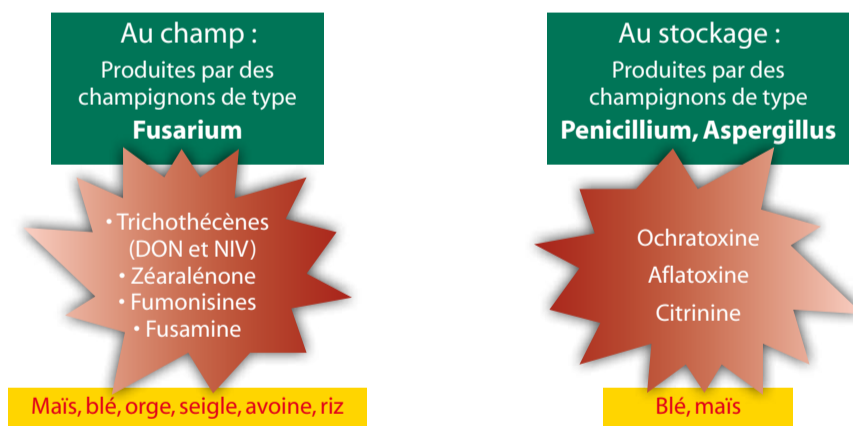 Au champ :
Produites par des
champignons de type
Fusarium
• Trichothécènes
(DON et NIV)
• Zéaralénone
• Fumonisines
• Fusamine
Maïs, blé, orge, seigle, avoine, riz
Au stockage :
Produites par des
champignons de type
Penicillium, Aspergillus
Ochratoxine
Aflatoxine
Citrinine
Blé, maïs